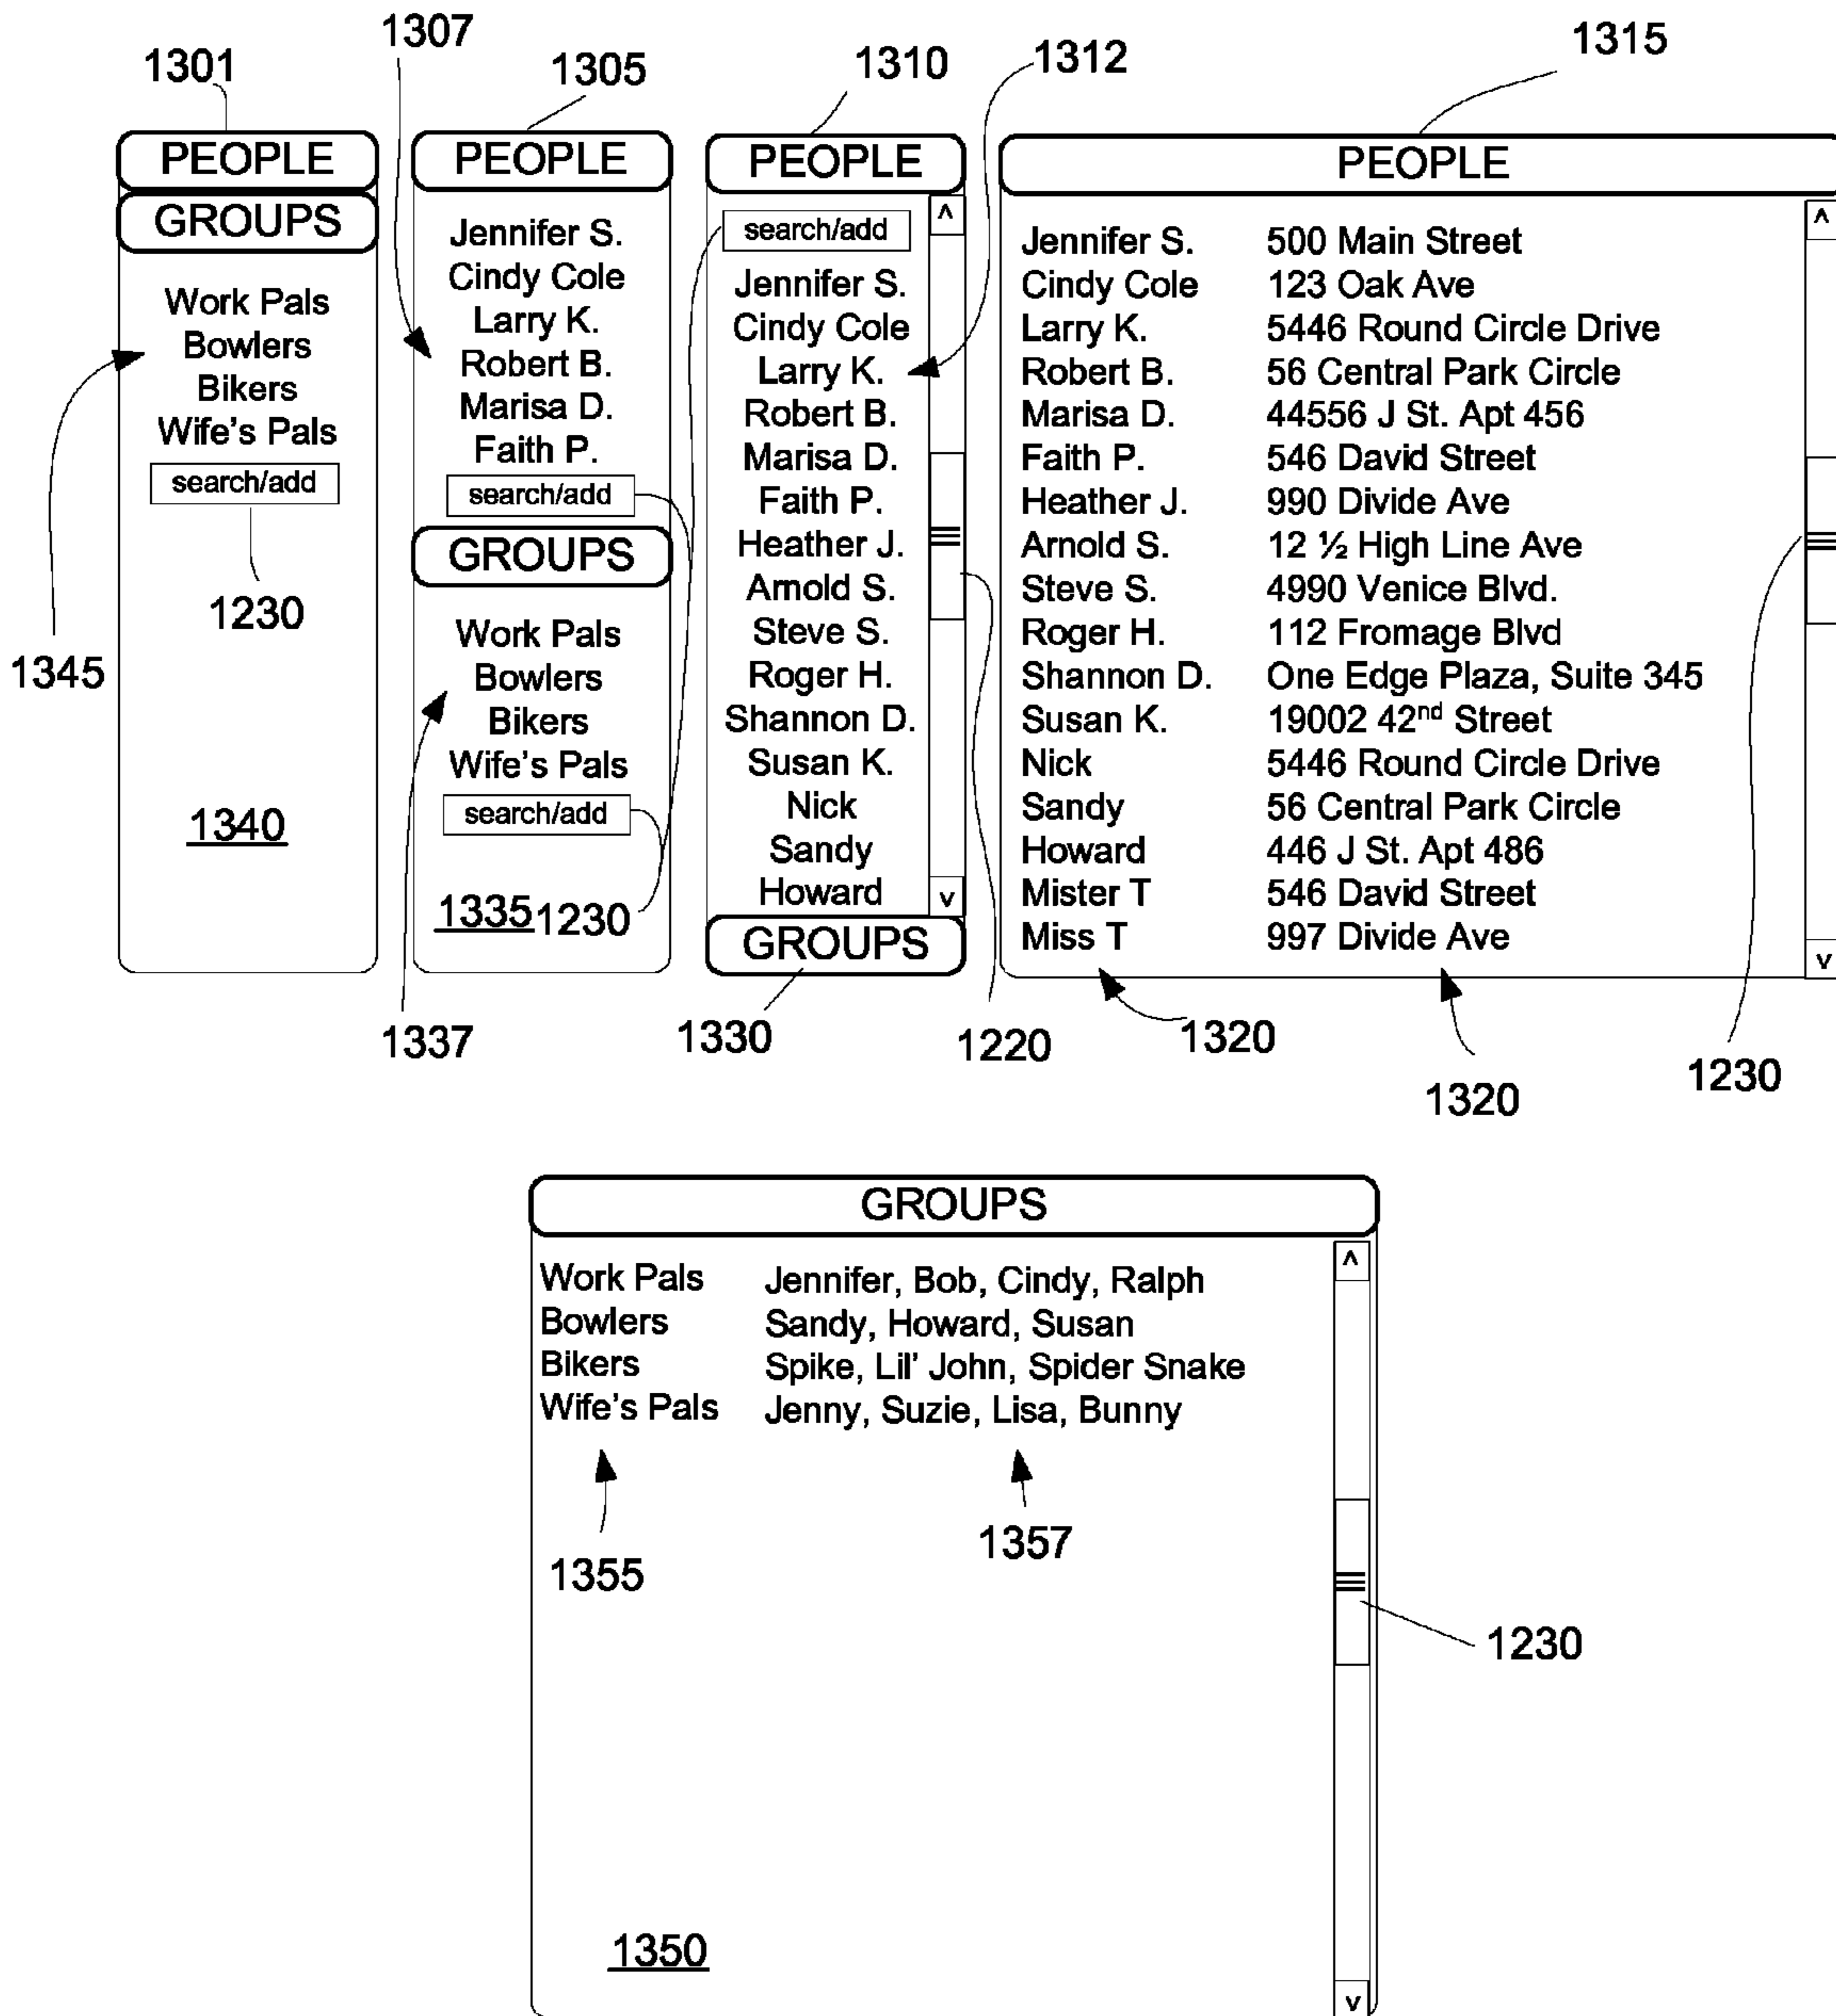 1307
1301
1305
1310
1312
1315
PEOPLE
GROUPS
Work Pals
Bowlers
Bikers
Wife's Pals
search/add
1230
1345
1340
PEOPLE
Jennifer S.
Cindy Cole
Larry K.
Robert B.
Marisa D.
Faith P.
search/add
GROUPS
Work Pals
Bowlers
Bikers
Wife's Pals
search/add
1335 1230
1337
PEOPLE
search/add
^
Jennifer S.
Cindy Cole
Larry K.
Robert B.
Marisa D.
Faith P.
Heather J.
Arnold S.
Steve S.
Roger H.
Shannon D.
Susan K.
Nick
Sandy
Howard
v
GROUPS
1330
1220
PEOPLE
^
Jennifer S. 500 Main Street
Cindy Cole 123 Oak Ave
Larry K. 5446 Round Circle Drive
Robert B. 56 Central Park Circle
Marisa D. 44556 J St. Apt 456
Faith P. 546 David Street
Heather J. 990 Divide Ave
Arnold S. 12 ½ High Line Ave
Steve S. 4990 Venice Blvd.
Roger H. 112 Fromage Blvd
Shannon D. One Edge Plaza, Suite 345
Susan K. 19002 42nd Street
Nick 5446 Round Circle Drive
Sandy 56 Central Park Circle
Howard 446 J St. Apt 486
Mister T 546 David Street
Miss T 997 Divide Ave
v
1320
1320
1230
GROUPS
^
Work Pals Jennifer, Bob, Cindy, Ralph
Bowlers Sandy, Howard, Susan
Bikers Spike, Lil' John, Spider Snake
Wife's Pals Jenny, Suzie, Lisa, Bunny
1355
1357
1230
1350
v